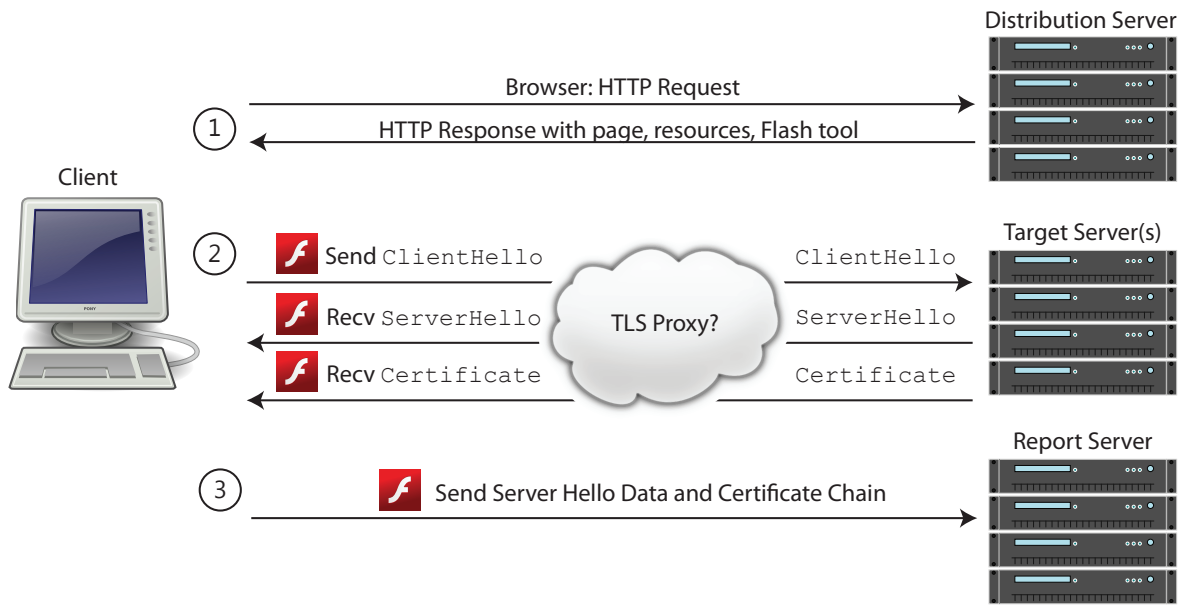 Distribution Server
Browser: HTTP Request
1
HTTP Response with page, resources, Flash tool
Client
PONY
Target Server(s)
2
Send ClientHello
ClientHello
Recv ServerHello
TLS Proxy?
ServerHello
Recv Certificate
Certificate
Report Server
3
Send Server Hello Data and Certificate Chain